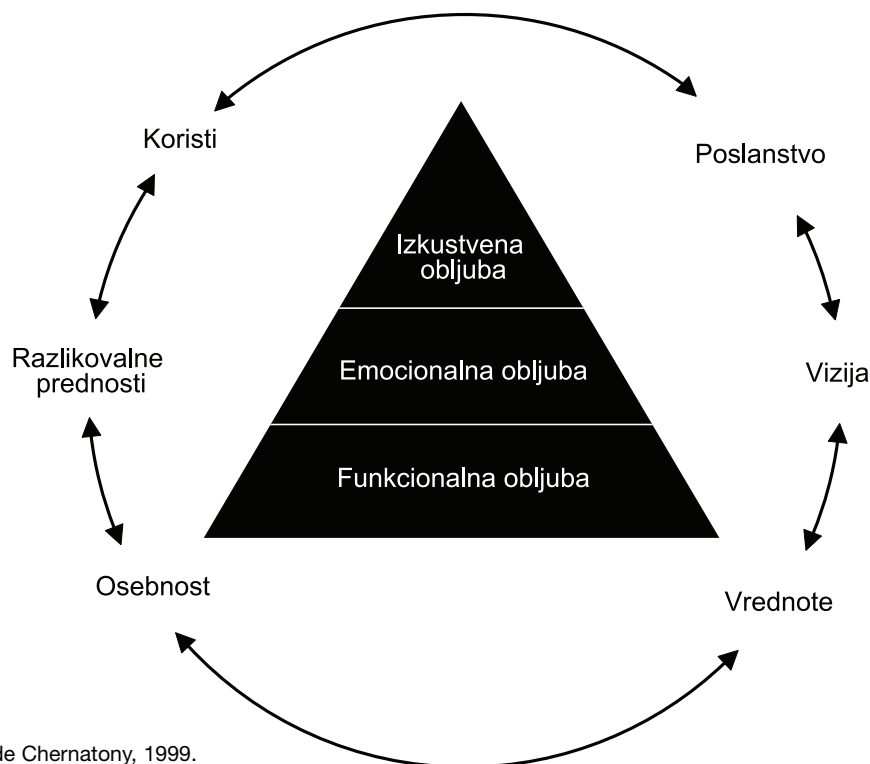 Koristi
Poslanstvo
Izkustvena
obljuba
Razlikovalne
prednosti
Emocionalna obljuba
Vizija
Funkcionalna obljuba
Osebnost
Vrednote
de Chernatony, 1999.